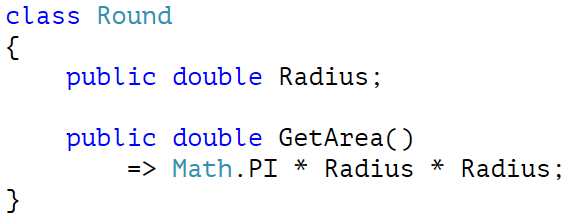 class Round
{
    public double Radius;

    public double GetArea()
        => Math.PI * Radius * Radius;
}